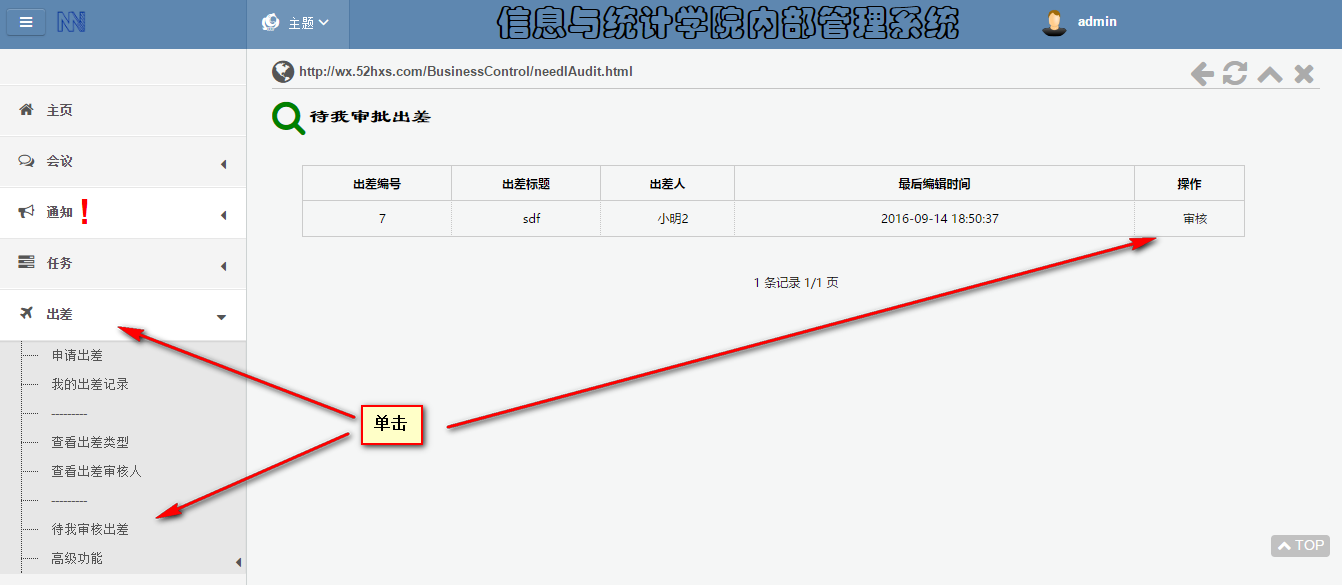 NN
主题
信息与统计学院内部管理系统
admin
http://wx.52hxs.com/BusinessControl/needIAudit.html
待我审批出差
主页
会议
通知!
任务
出差
申请出差
我的出差记录
---------
查看出差类型
查看出差审核人
---------
待我审核出差
高级功能
出差编号 出差标题 出差人 最后编辑时间 操作
7 sdf 小明2 2016-09-14 18:50:37 审核
1 条记录 1/1 页
单击
TOP